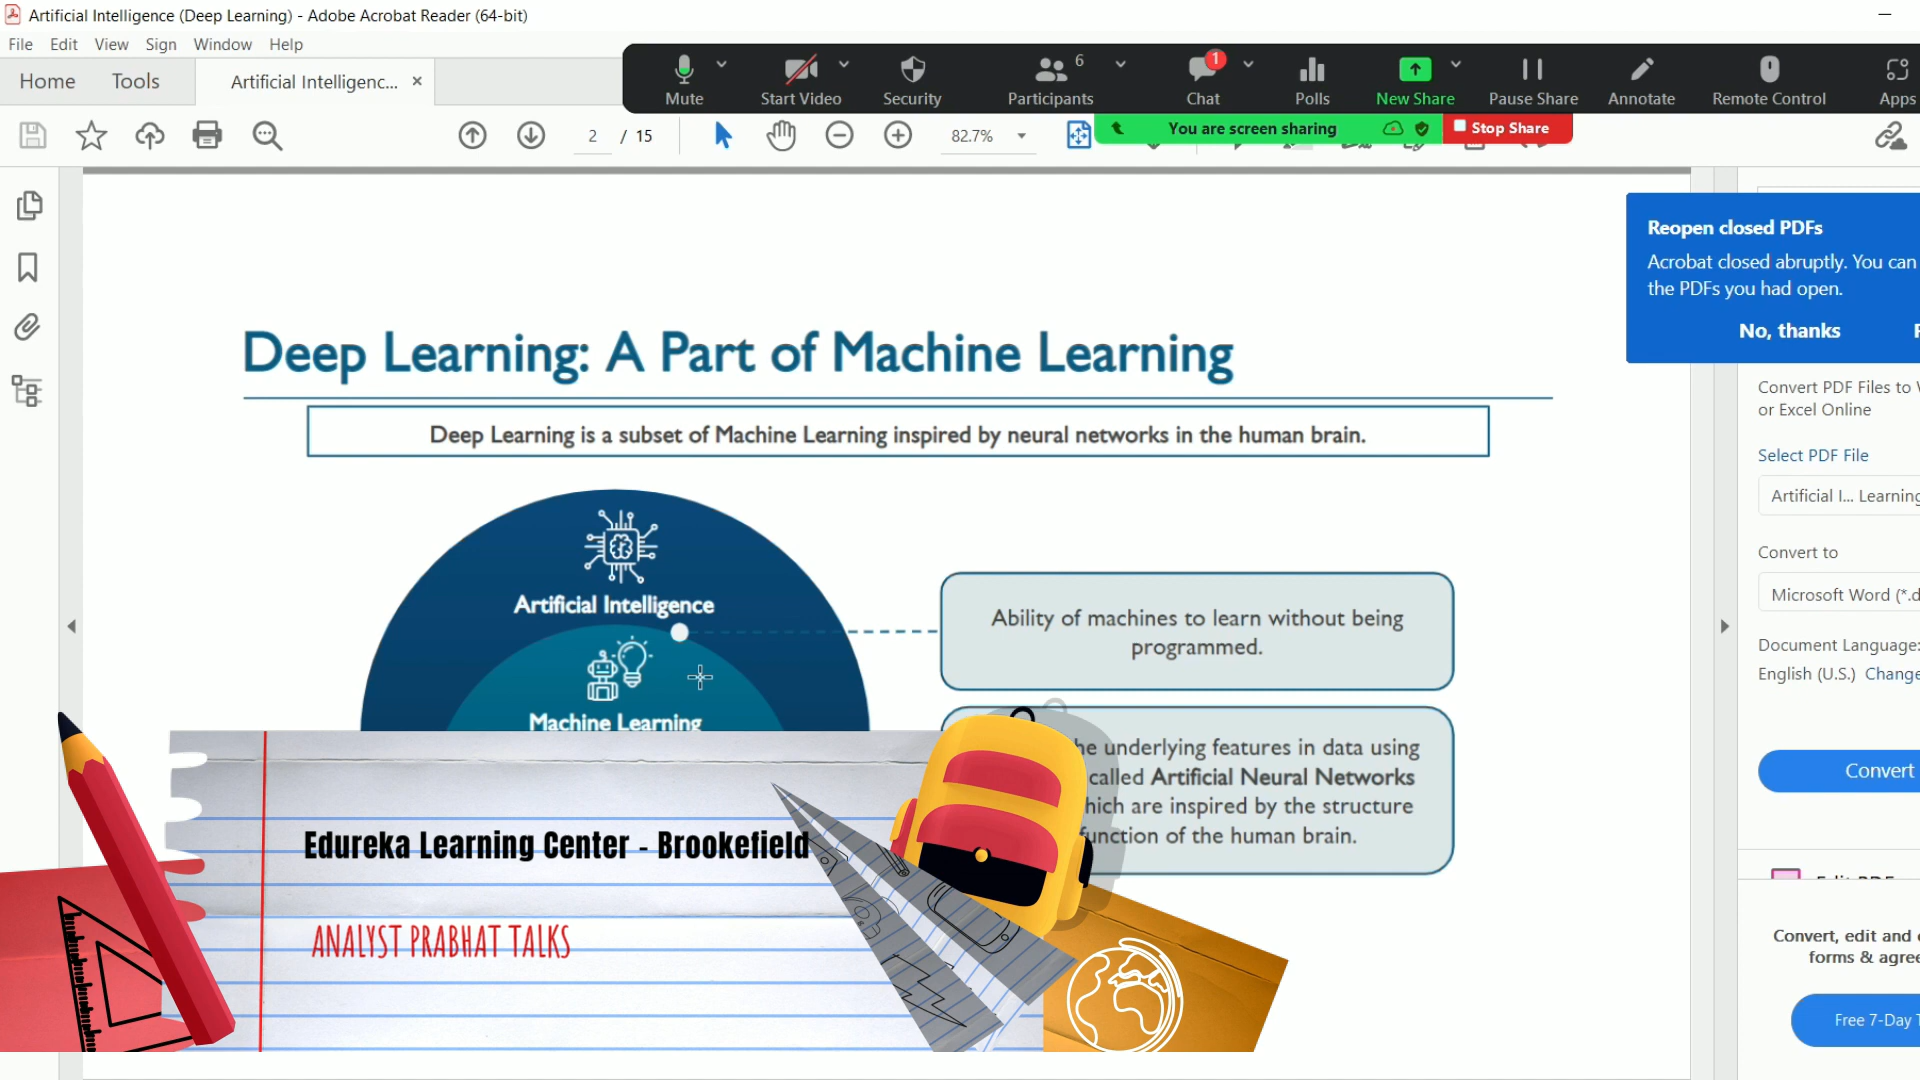 Artificial Intelligence (Deep Learning) - Adobe Acrobat Reader (64-bit)
File Edit View Sign Window Help
Home Tools Artificial Intelligenc... ×
Mute Start Video Security Participants 6 Chat 1 Polls New Share Pause Share Annotate Remote Control Apps
You are screen sharing Stop Share
2 / 15 82.7%
Reopen closed PDFs
Acrobat closed abruptly. You can
the PDFs you had open.
No, thanks
Deep Learning: A Part of Machine Learning
Deep Learning is a subset of Machine Learning inspired by neural networks in the human brain.
Artificial Intelligence
Machine Learning
Ability of machines to learn without being
programmed.
underlying features in data using
called Artificial Neural Networks
are inspired by the structure
function of the human brain.
Edureka Learning Center - Brookefield
ANALYST PRABHAT TALKS
Convert PDF Files to
or Excel Online
Select PDF File
Artificial I... Learning
Convert to
Microsoft Word (*.d
Document Language:
English (U.S.) Change
Convert
Convert, edit and
forms & agre
Free 7-Day